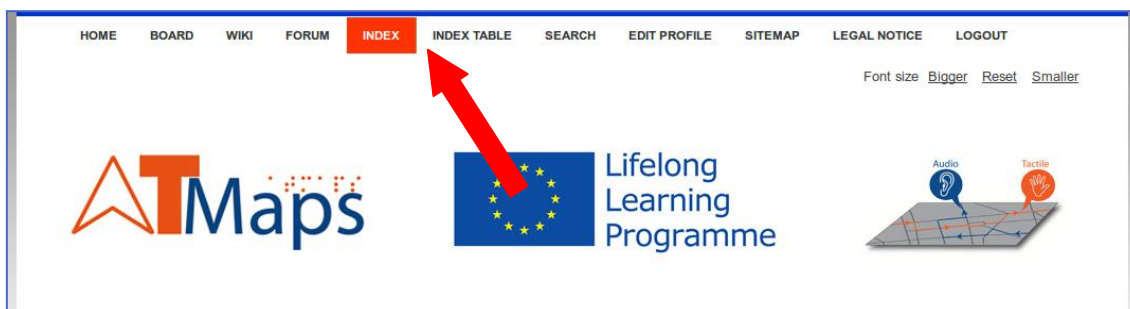 HOME BOARD WIKI FORUM INDEX INDEX TABLE SEARCH EDIT PROFILE SITEMAP LEGAL NOTICE LOGOUT
Font size Bigger Reset Smaller
ATMaps
Lifelong
Learning
Programme
Audio Tactile